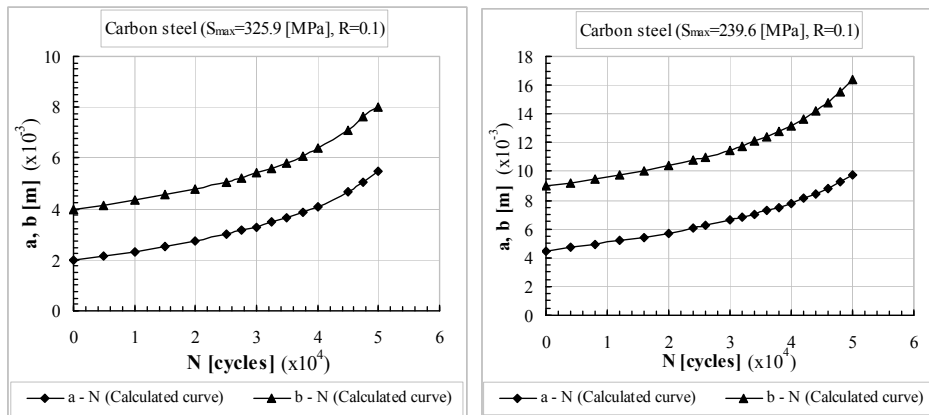 Carbon steel (Smax=325.9 [MPa], R=0.1)
10
8
6
4
2
0
a, b [m] (x10⁻³)
0 1 2 3 4 5 6
N [cycles] (x10⁴)
a - N (Calculated curve) b - N (Calculated curve)
Carbon steel (Smax=239.6 [MPa], R=0.1)
18
16
14
12
10
8
6
4
2
0
a, b [m] (x10⁻³)
0 1 2 3 4 5 6
N [cycles] (x10⁴)
a - N (Calculated curve) b - N (Calculated curve)